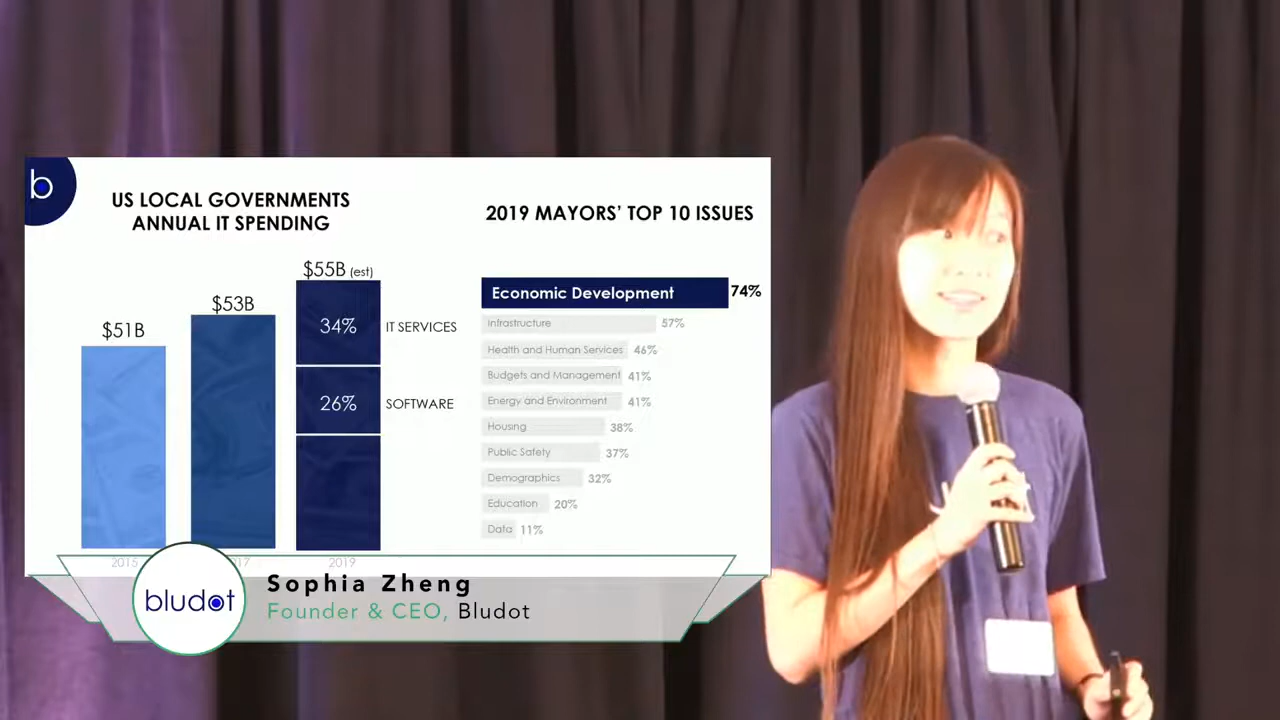 b
US LOCAL GOVERNMENTS
ANNUAL IT SPENDING
$51B
$53B
$55B (est)
34%
IT SERVICES
26%
SOFTWARE
2015
17
2019
2019 MAYORS' TOP 10 ISSUES
Economic Development 74%
Infrastructure 57%
Health and Human Services 46%
Budgets and Management 41%
Energy and Environment 41%
Housing 38%
Public Safety 37%
Demographics 32%
Education 20%
Data 11%
bludot
Sophia Zheng
Founder & CEO, Bludot